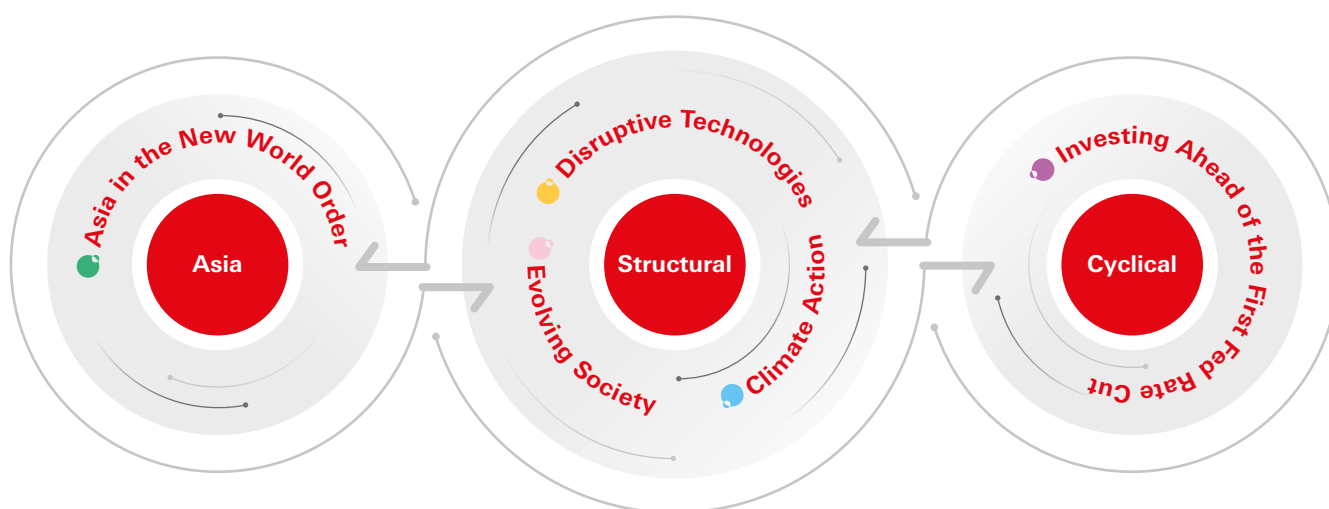 Asia in the New World Order
Asia
Disruptive Technologies
Evolving Society
Structural
Climate Action
Investing Ahead of the First Fed Rate Cut
Cyclical